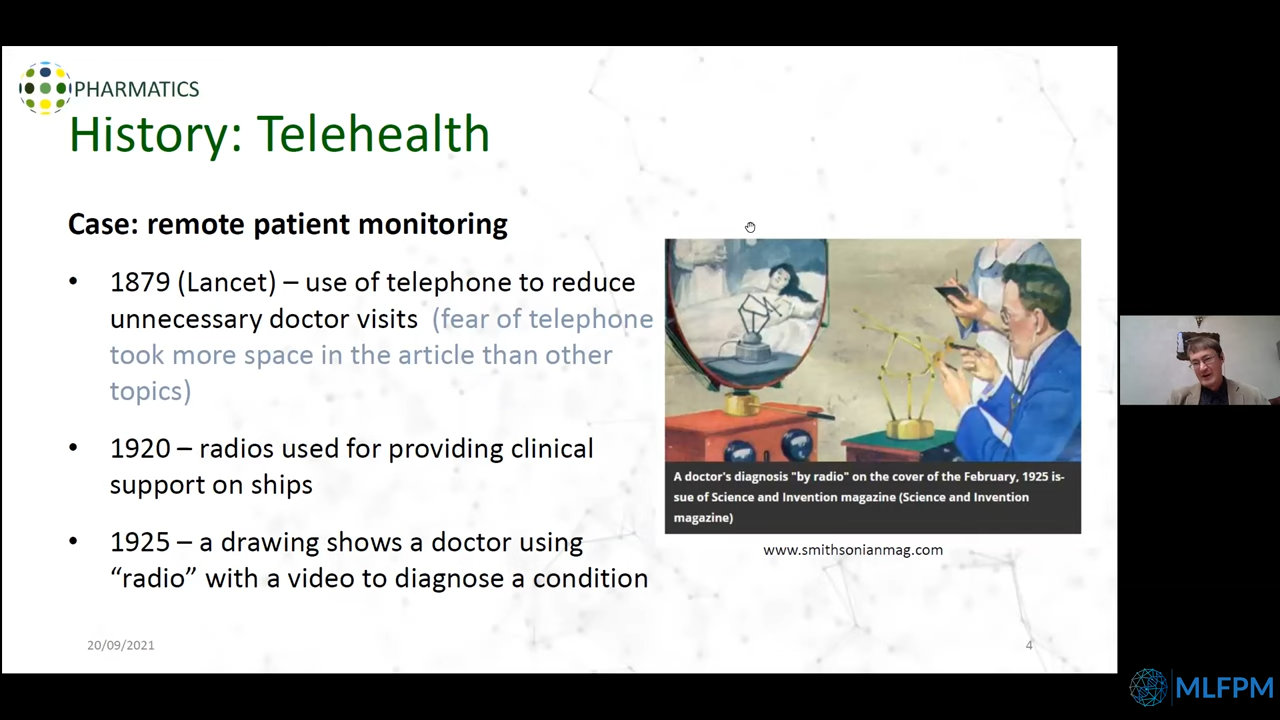 PHARMATICS
History: Telehealth
Case: remote patient monitoring
• 1879 (Lancet) – use of telephone to reduce
unnecessary doctor visits (fear of telephone
took more space in the article than other
topics)
• 1920 – radios used for providing clinical
support on ships
• 1925 – a drawing shows a doctor using
“radio” with a video to diagnose a condition
A doctor's diagnosis "by radio" on the cover of the February, 1925 is-
sue of Science and Invention magazine (Science and Invention
magazine)
www.smithsonianmag.com
20/09/2021
4
MLFPM